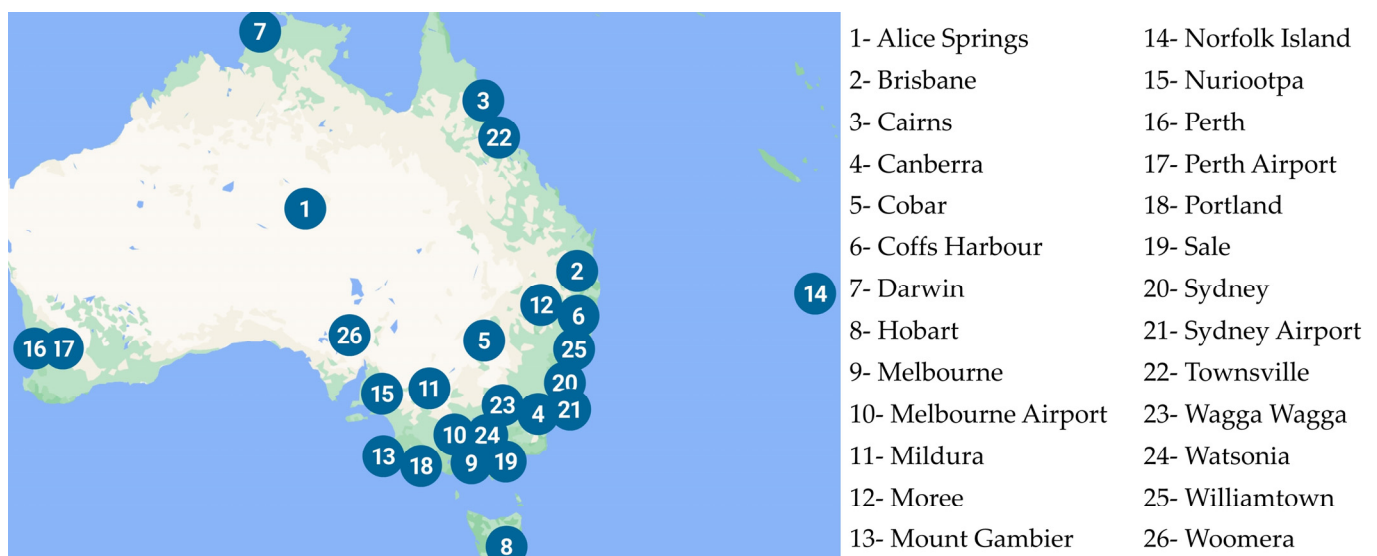 7
3
22
1
2
14
12
6
26
5
16
17
25
20
11
15
23
21
4
10
24
13
9
19
18
8
1- Alice Springs
2- Brisbane
3- Cairns
4- Canberra
5- Cobar
6- Coffs Harbour
7- Darwin
8- Hobart
9- Melbourne
10- Melbourne Airport
11- Mildura
12- Moree
13- Mount Gambier
14- Norfolk Island
15- Nuriootpa
16- Perth
17- Perth Airport
18- Portland
19- Sale
20- Sydney
21- Sydney Airport
22- Townsville
23- Wagga Wagga
24- Watsonia
25- Williamtown
26- Woomera